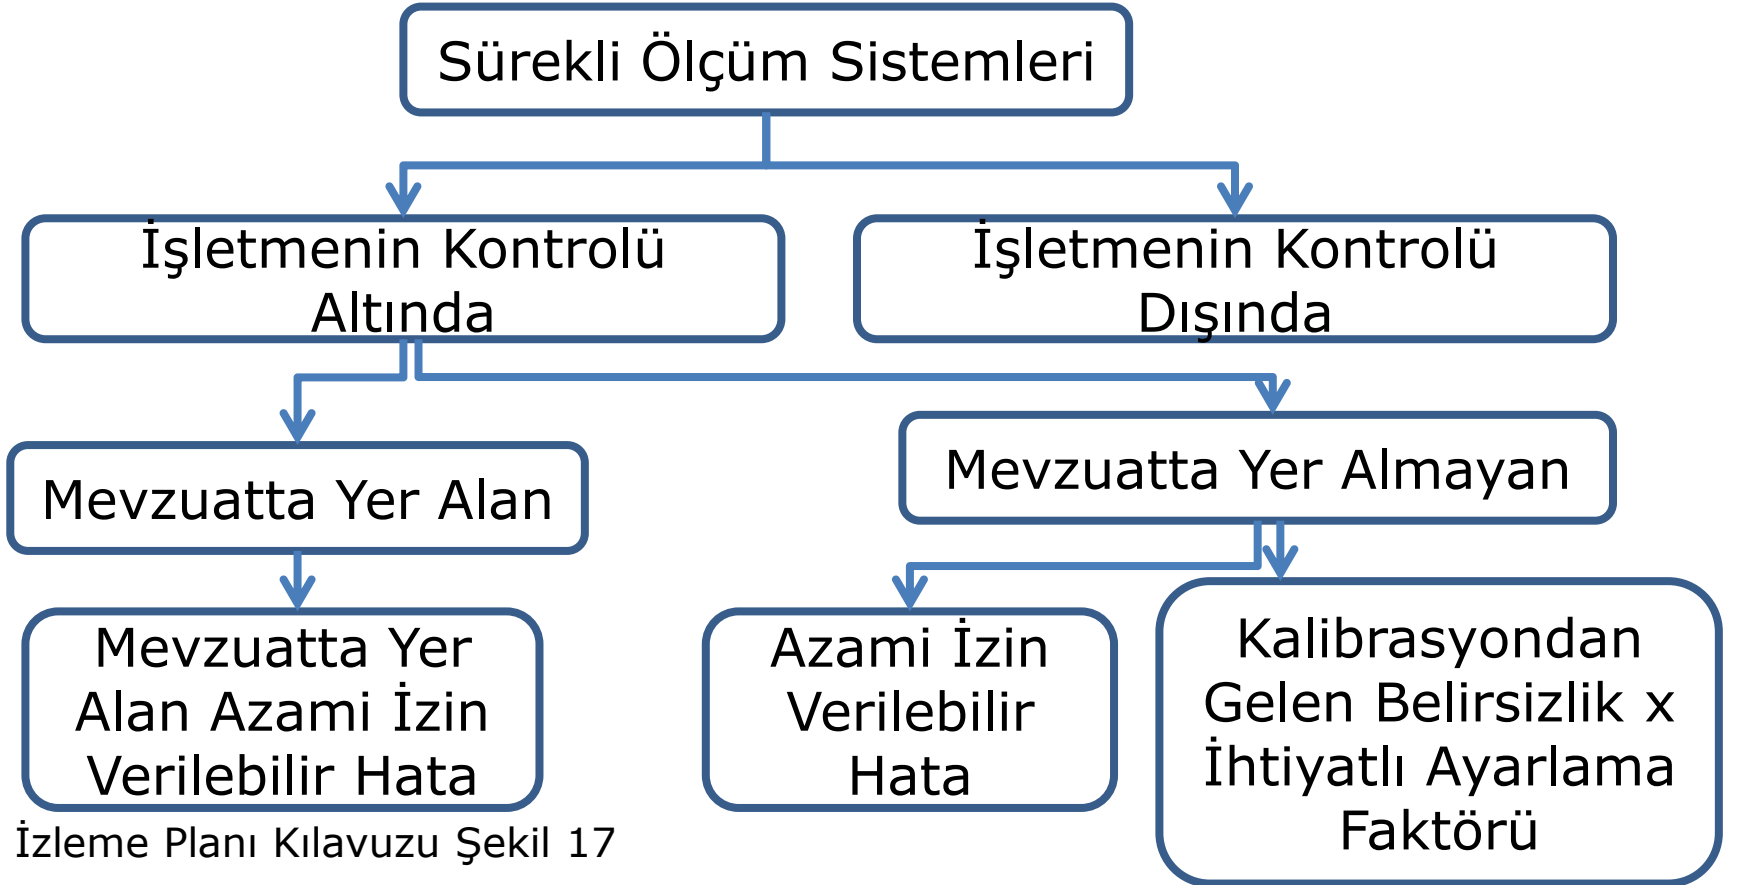 Sürekli Ölçüm Sistemleri
İşletmenin Kontrolü
Altında
İşletmenin Kontrolü
Dışında
Mevzuatta Yer Alan
Mevzuatta Yer Almayan
Mevzuatta Yer
Alan Azami İzin
Verilebilir Hata
Azami İzin
Verilebilir
Hata
Kalibrasyondan
Gelen Belirsizlik x
İhtiyatlı Ayarlama
Faktörü
İzleme Planı Kılavuzu Şekil 17